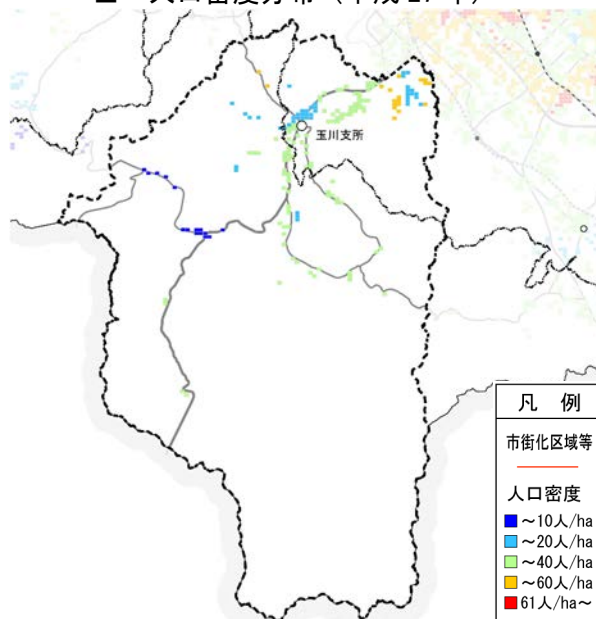 人口密度分布（平成27年）
玉川支所
凡 例
市街化区域等
人口密度
～10人/ha
～20人/ha
～40人/ha
～60人/ha
61人/ha～